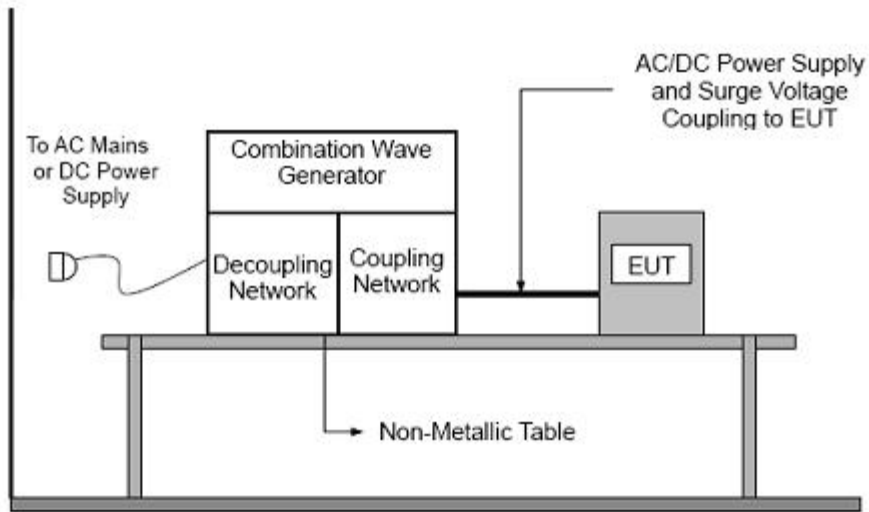 AC/DC Power Supply
and Surge Voltage
Coupling to EUT
To AC Mains
or DC Power
Supply
Combination Wave
Generator
Decoupling
Network
Coupling
Network
EUT
Non-Metallic Table